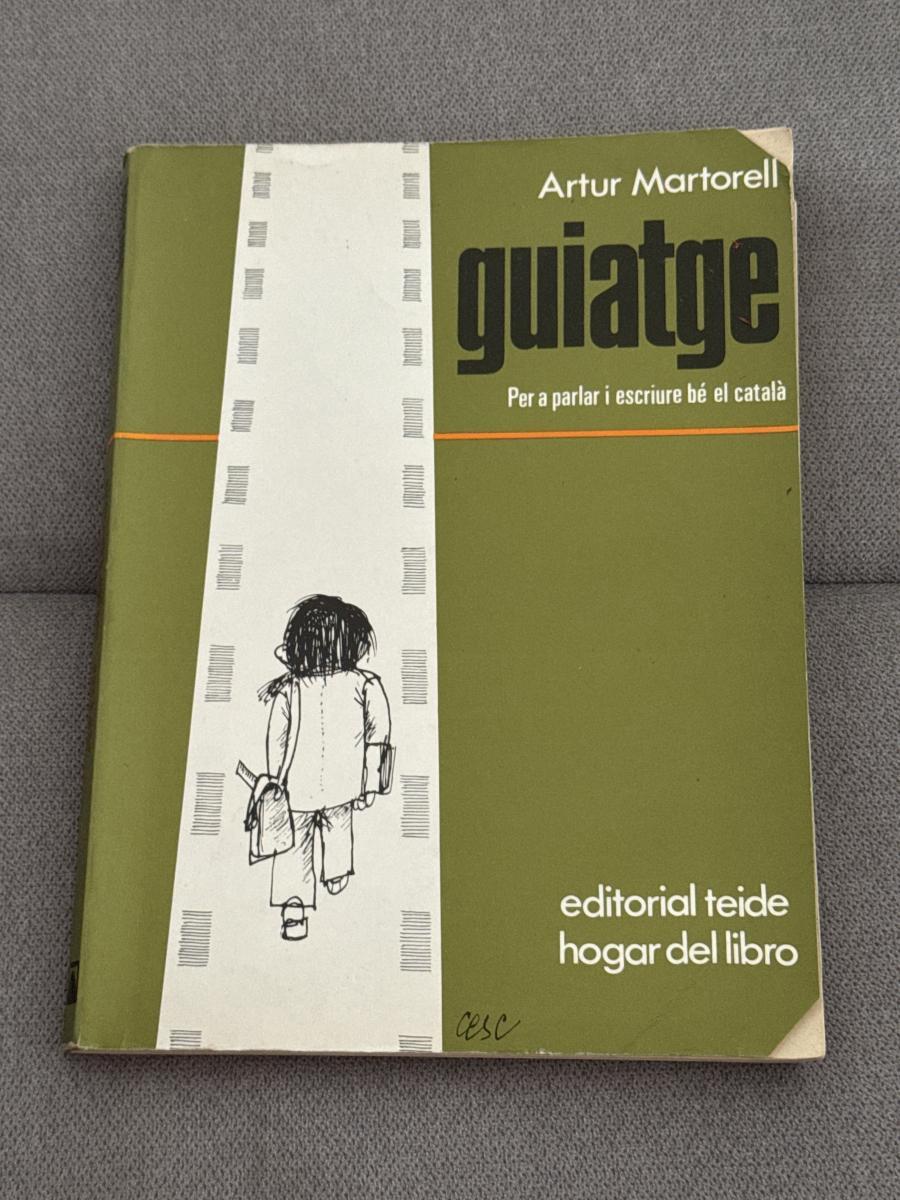 Artur Martorell
guiatge
Per a parlar i escriure bé el català
editorial teide
hogar del libro
CESC